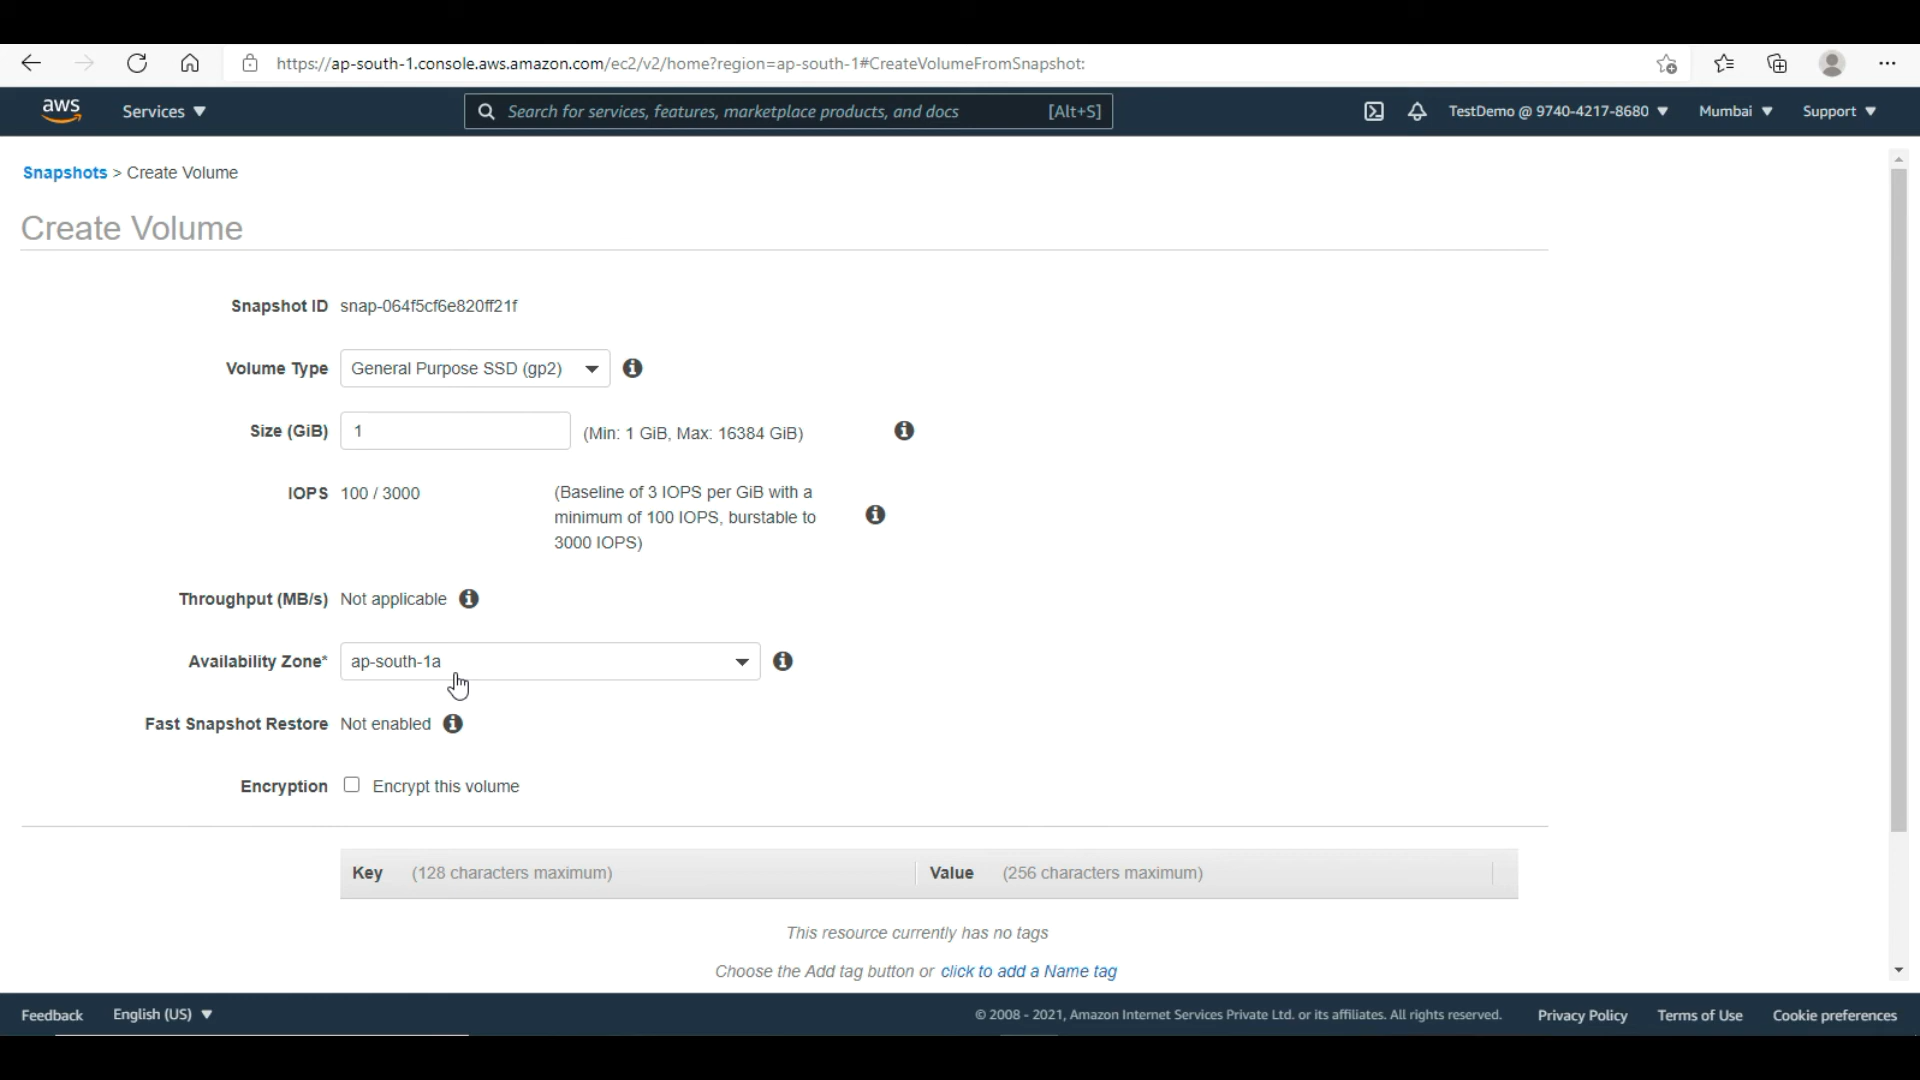 https://ap-south-1.console.aws.amazon.com/ec2/v2/home?region=ap-south-1#CreateVolumeFromSnapshot:
aws Services Search for services, features, marketplace products, and docs [Alt+S] TestDemo @ 9740-4217-8680 Mumbai Support
Snapshots > Create Volume
Create Volume
Snapshot ID snap-064f5cf6e820ff21f
Volume Type General Purpose SSD (gp2)
Size (GiB) 1 (Min: 1 GiB, Max: 16384 GiB)
IOPS 100 / 3000 (Baseline of 3 IOPS per GiB with a
minimum of 100 IOPS, burstable to
3000 IOPS)
Throughput (MB/s) Not applicable
Availability Zone* ap-south-1a
Fast Snapshot Restore Not enabled
Encryption Encrypt this volume
Key (128 characters maximum) Value (256 characters maximum)
This resource currently has no tags
Choose the Add tag button or click to add a Name tag
Feedback English (US) © 2008 - 2021, Amazon Internet Services Private Ltd. or its affiliates. All rights reserved. Privacy Policy Terms of Use Cookie preferences